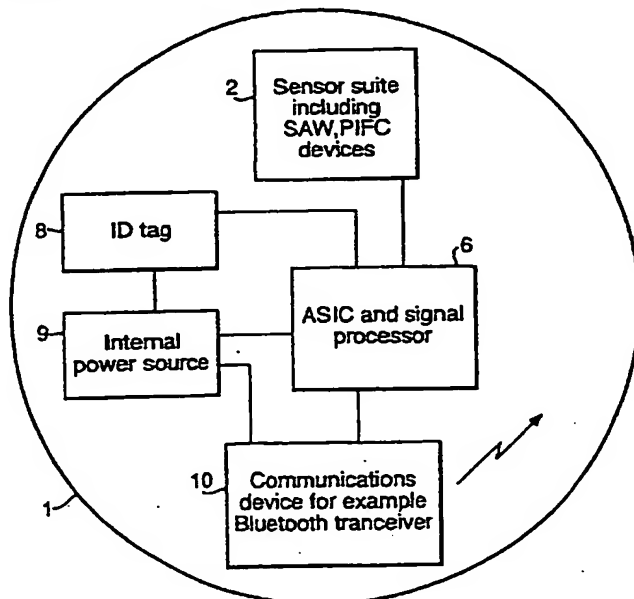 2
Sensor suite
including
SAW,PIFC
devices
8
ID tag
6
ASIC and signal
processor
9
Internal
power source
10
Communications
device for example
Bluetooth tranceiver
1